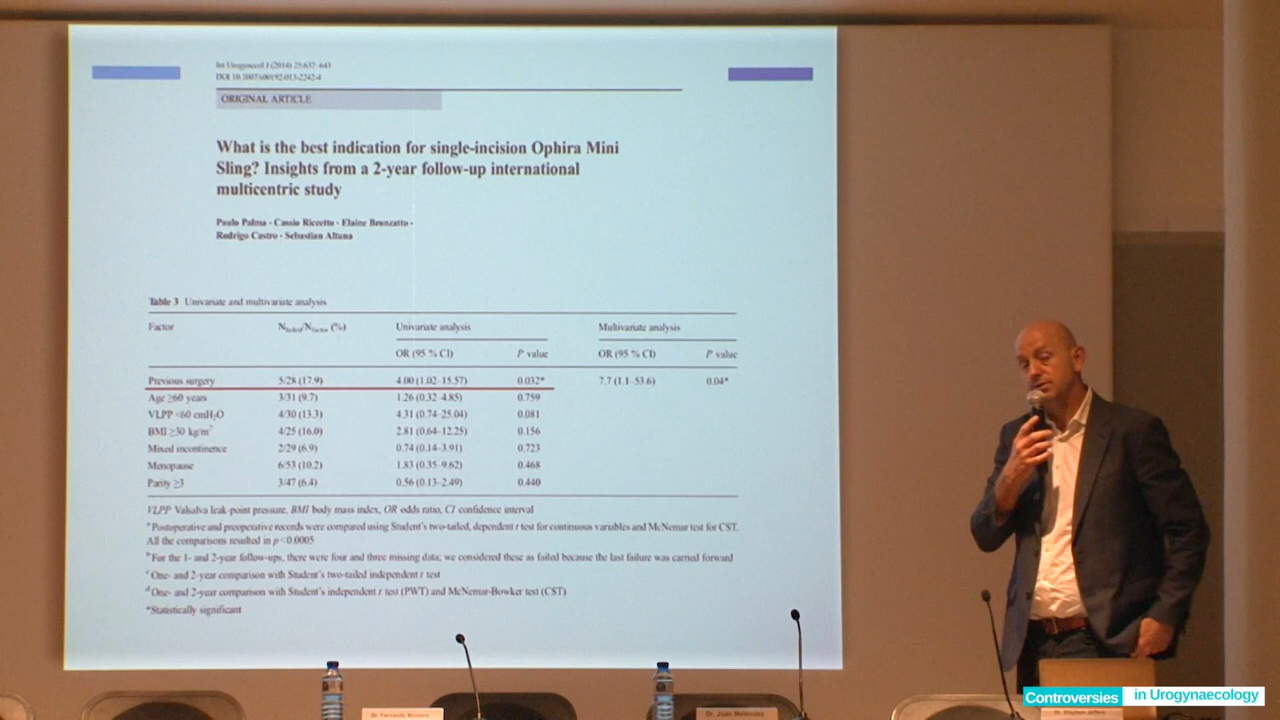 Int Urogynecol J (2014) 25:637–643
DOI 10.1007/s00192-013-2242-4
ORIGINAL ARTICLE
What is the best indication for single-incision Ophira Mini
Sling? Insights from a 2-year follow-up international
multicentric study
Paulo Palma · Cassio Riccetto · Elaine Bronzatto ·
Rodrigo Castro · Sebastian Altuna
Table 3 Univariate and multivariate analysis
Factor N failed/N factor (%) Univariate analysis Multivariate analysis
OR (95 % CI) P value OR (95 % CI) P value
Previous surgery 5/28 (17.9) 4.00 (1.02–15.57) 0.032* 7.7 (1.1–53.6) 0.04*
Age ≥60 years 3/31 (9.7) 1.26 (0.32–4.85) 0.759
VLPP <60 cmH2O 4/30 (13.3) 4.31 (0.74–25.04) 0.081
BMI ≥30 kg/m2 4/25 (16.0) 2.81 (0.64–12.25) 0.156
Mixed incontinence 2/29 (6.9) 0.74 (0.14–3.91) 0.723
Menopause 6/53 (10.2) 1.83 (0.35–9.62) 0.468
Parity ≥3 3/47 (6.4) 0.56 (0.13–2.49) 0.440
VLPP Valsalva leak-point pressure, BMI body mass index, OR odds ratio, CI confidence interval
a Postoperative and preoperative records were compared using Student's two-tailed, dependent t test for continuous variables and McNemar test for CST.
All the comparisons resulted in p<0.0005
b For the 1- and 2-year follow-ups, there were four and three missing data; we considered these as failed because the last failure was carried forward
c One- and 2-year comparison with Student's two-tailed independent t test
d One- and 2-year comparison with Student's independent t test (PWT) and McNemar-Bowker test (CST)
*Statistically significant
Controversies in Urogynaecology
Dr. Fernando
Dr. Juan
Dr. Stephen